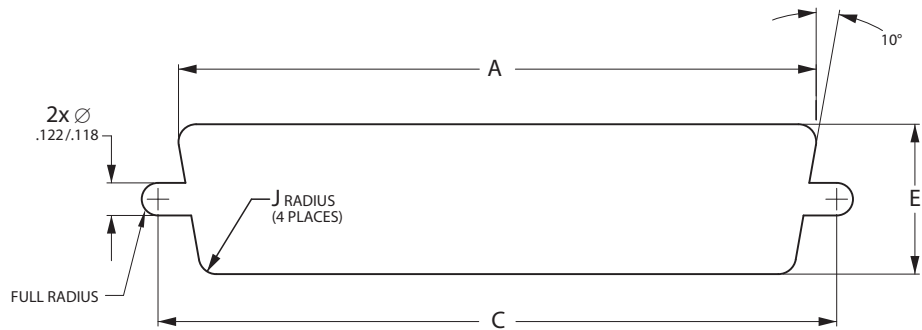 10°
A
2x ∅
.122/.118
E
J RADIUS
(4 PLACES)
FULL RADIUS
C